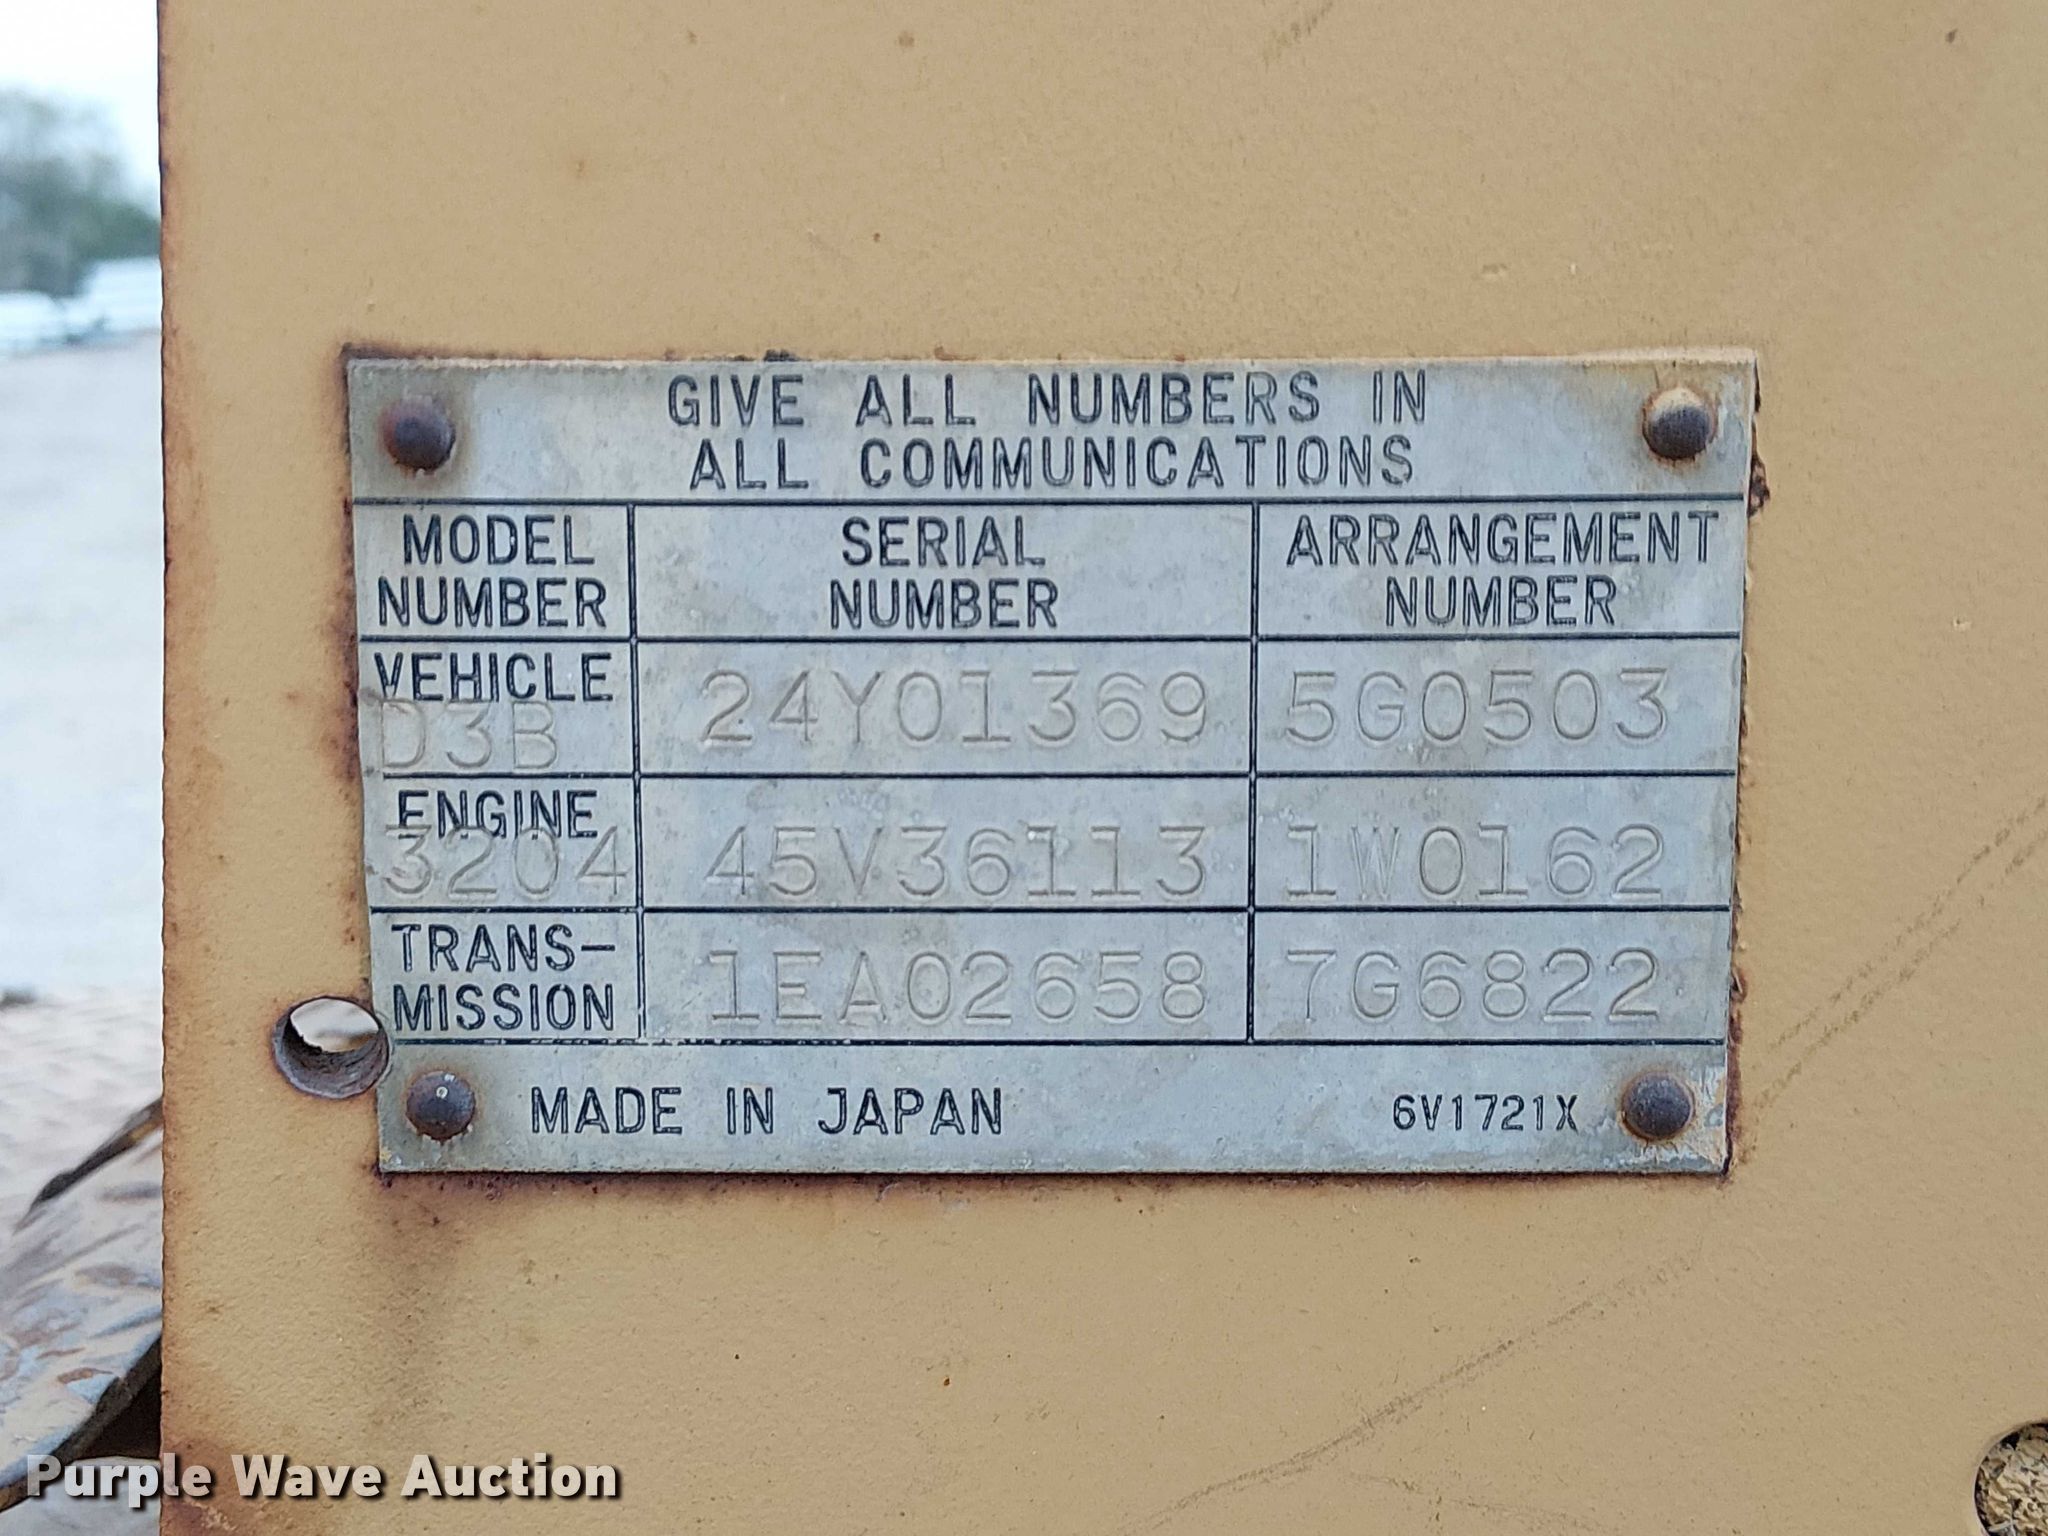 GIVE ALL NUMBERS IN
ALL COMMUNICATIONS
MODEL NUMBER
SERIAL NUMBER
ARRANGEMENT NUMBER
VEHICLE
D3B
24Y01369
5G0503
ENGINE
3204
45V36113
1W0162
TRANS-
MISSION
1EA02658
7G6822
MADE IN JAPAN
6V1721X
Purple Wave Auction